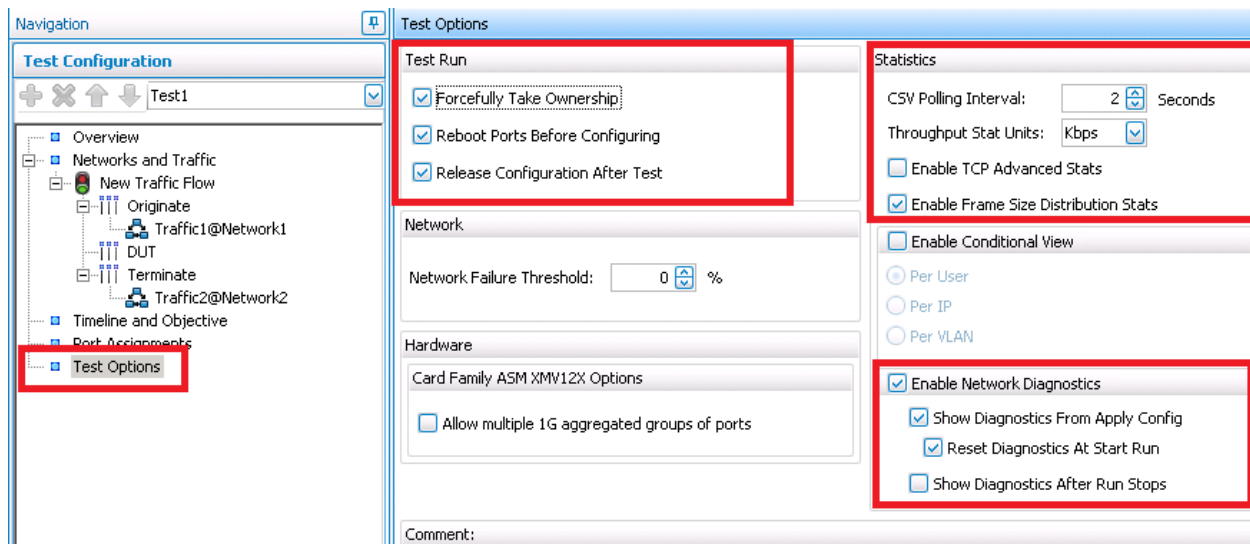 Navigation
Test Configuration
Test1
Overview
Networks and Traffic
New Traffic Flow
Originate
Traffic1@Network1
DUT
Terminate
Traffic2@Network2
Timeline and Objective
Port Assignments
Test Options
Test Options
Test Run
Forcefully Take Ownership
Reboot Ports Before Configuring
Release Configuration After Test
Network
Network Failure Threshold: 0 %
Hardware
Card Family ASM XMV12X Options
Allow multiple 1G aggregated groups of ports
Statistics
CSV Polling Interval: 2 Seconds
Throughput Stat Units: Kbps
Enable TCP Advanced Stats
Enable Frame Size Distribution Stats
Enable Conditional View
Per User
Per IP
Per VLAN
Enable Network Diagnostics
Show Diagnostics From Apply Config
Reset Diagnostics At Start Run
Show Diagnostics After Run Stops
Comment: